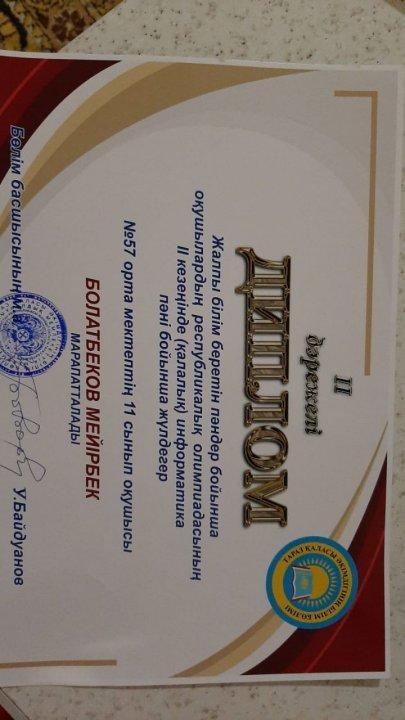 ТАРАЗ ҚАЛАСЫ ӘКІМДІГІНІҢ БІЛІМ БӨЛІМІ
II
дәрежелі
ДИПЛОМ
Жалпы білім беретін пәндер бойынша
оқушылардың республикалық олимпиадасының
II кезеңінде (қалалық) информатика
пәні бойынша жүлдегер
№57 орта мектептің 11 сынып оқушысы
БОЛАТБЕКОВ МЕЙІРБЕК
МАРАПАТТАЛАДЫ
Бөлім басшысының У.Байдуанов